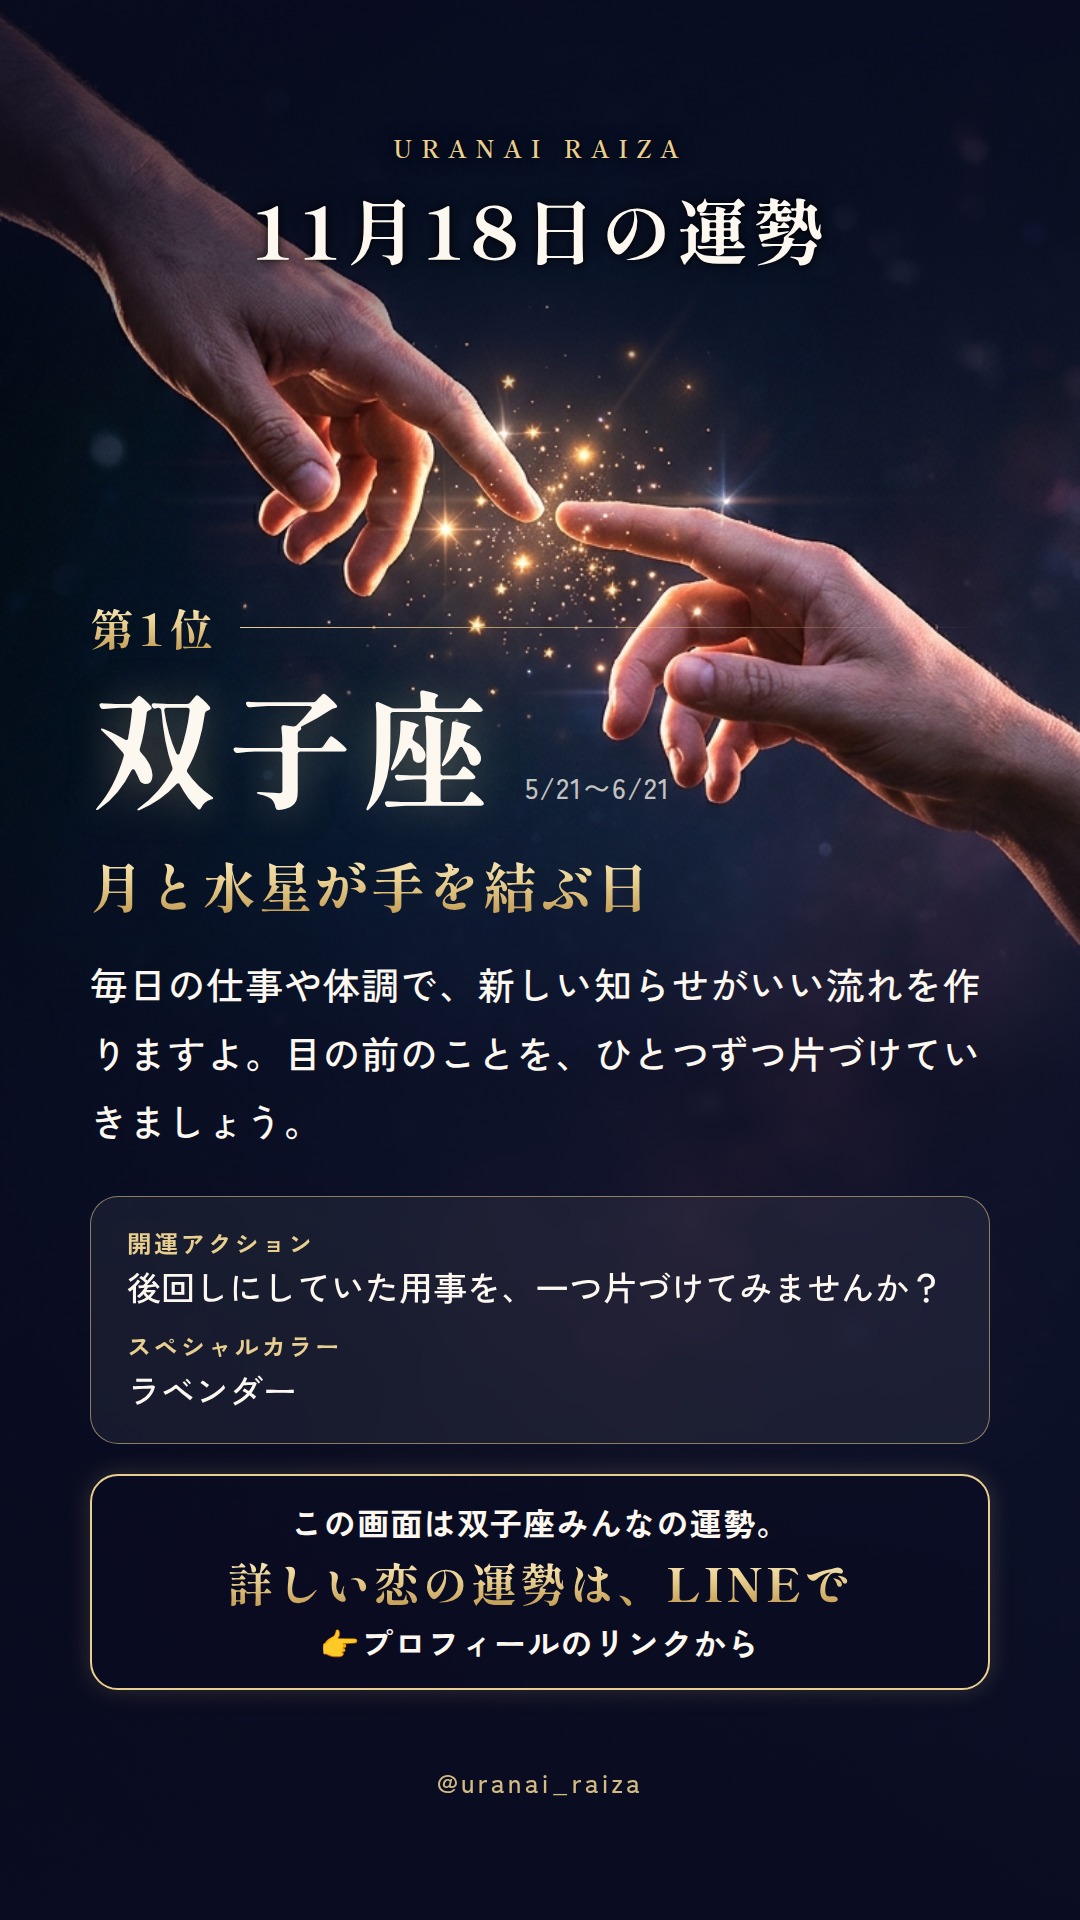 URANAI RAIZA
11月18日の運勢
第1位
双子座 5/21〜6/21
月と水星が手を結ぶ日
毎日の仕事や体調で、新しい知らせがいい流れを作
りますよ。目の前のことを、ひとつずつ片づけてい
きましょう。
開運アクション
後回しにしていた用事を、一つ片づけてみませんか？
スペシャルカラー
ラベンダー
この画面は双子座みんなの運勢。
詳しい恋の運勢は、LINEで
👉プロフィールのリンクから
@uranai_raiza